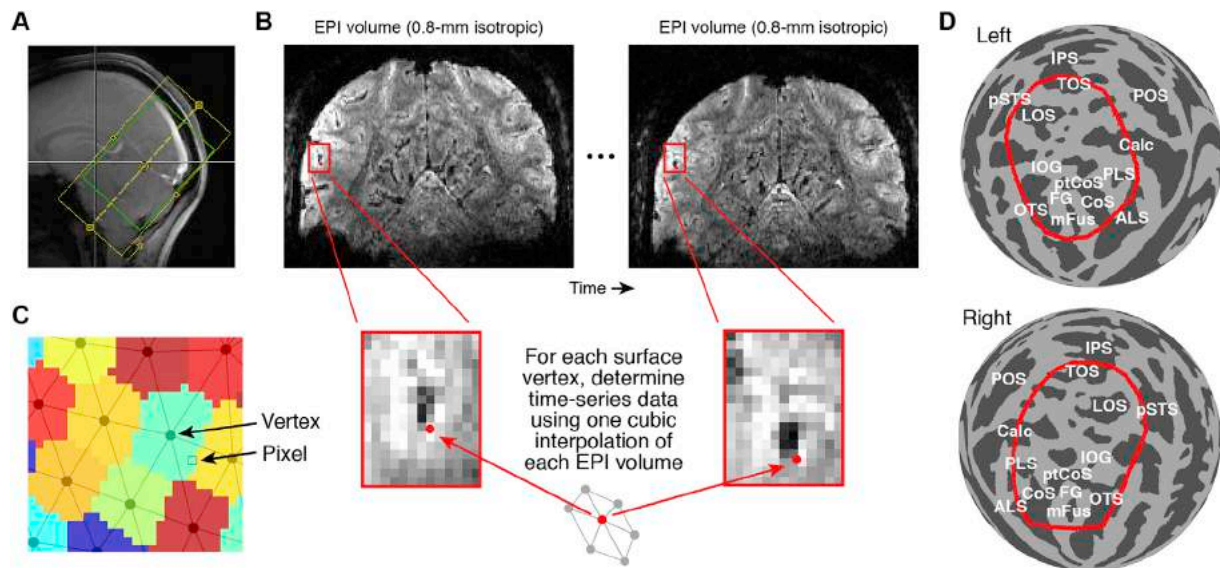 A
B
EPI volume (0.8-mm isotropic)
EPI volume (0.8-mm isotropic)
Time
For each surface
vertex, determine
time-series data
using one cubic
interpolation of
each EPI volume
C
Vertex
Pixel
D
Left
IPS
TOS
pSTS
POS
LOS
Calc
IOG
PLS
ptCoS
FG
CoS
OTS
mFus
ALS
Right
IPS
TOS
POS
LOS
pSTS
Calc
IOG
PLS
ptCoS
CoS
FG
OTS
ALS
mFus